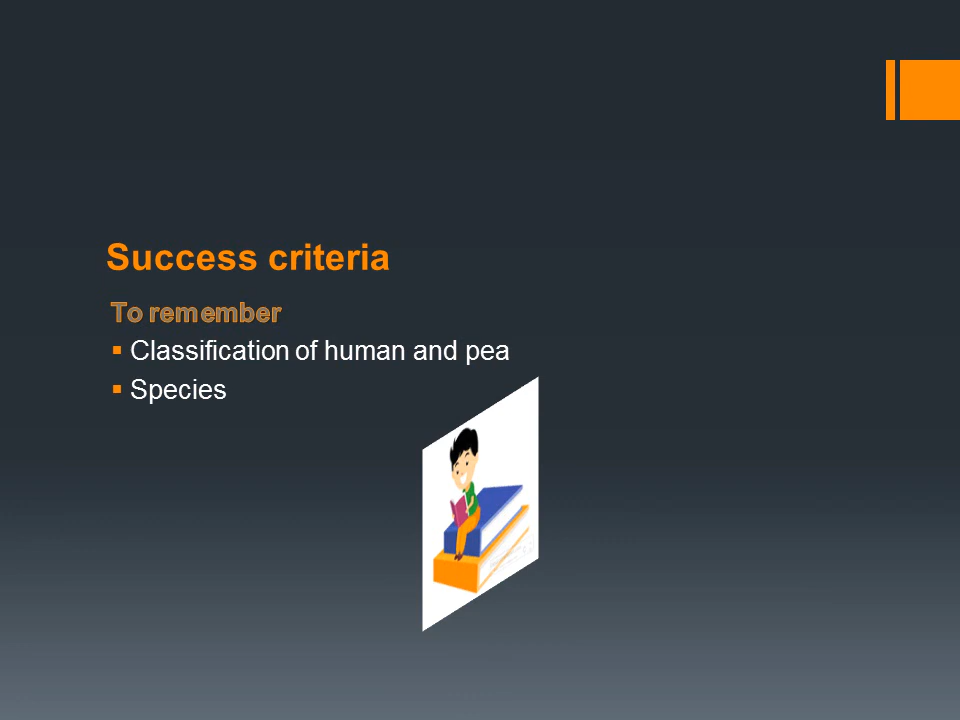 Success criteria
To remember
▪ Classification of human and pea
▪ Species